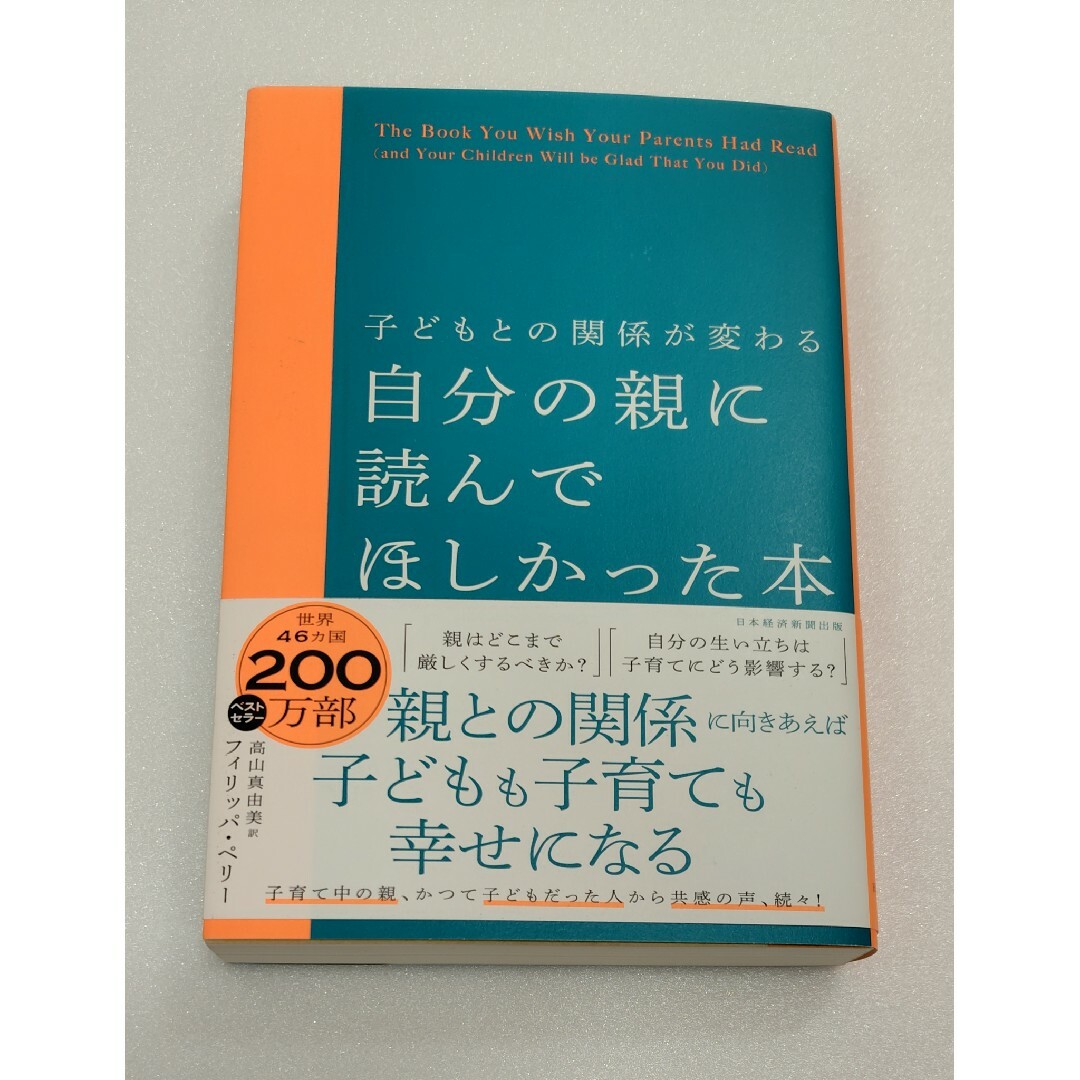 The Book You Wish Your Parents Had Read
(and Your Children Will be Glad That You Did)
子どもとの関係が変わる
自分の親に
読んで
ほしかった本
日本経済新聞出版
世界
46カ国
200
万部
ベスト
セラー
「親はどこまで
厳しくするべきか?」
「自分の生い立ちは
子育てにどう影響する?」
親との関係に向きあえば
子どもも子育ても
幸せになる
高山真由美 訳
フィリッパ・ペリー
子育て中の親、かつて子どもだった人から共感の声、続々!